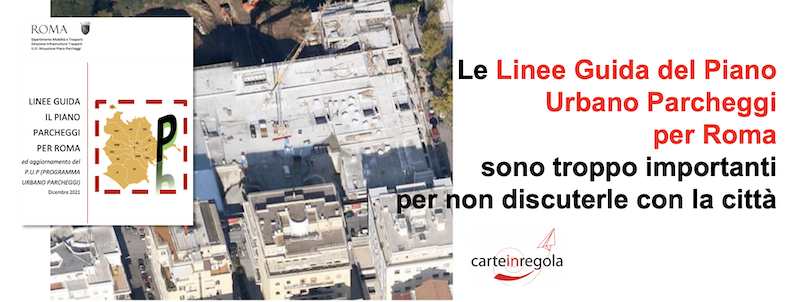 ROMA
Dipartimento Mobilità e Trasporti
Direzione Infrastrutture Trasporti
U.O. Attuazione Piano Parcheggi
LINEE GUIDA
IL PIANO
PARCHEGGI
PER ROMA
ed aggiornamento del
P.U.P (PROGRAMMA
URBANO PARCHEGGI)
Dicembre 2021
P
Le Linee Guida del Piano
Urbano Parcheggi
per Roma
sono troppo importanti
per non discuterle con la città
carteinregola